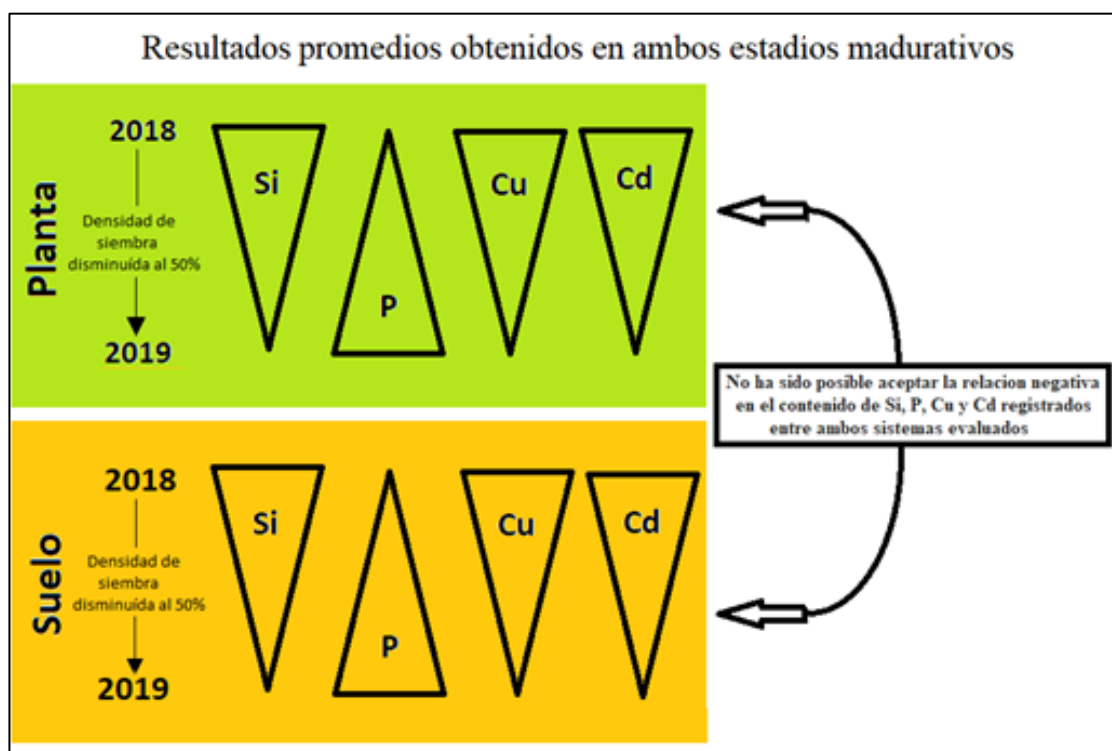 Resultados promedios obtenidos en ambos estadios madurativos
Planta
2018
Densidad de
siembra
disminuída al 50%
2019
Si
P
Cu
Cd
No ha sido posible aceptar la relacion negativa
en el contenido de Si, P, Cu y Cd registrados
entre ambos sistemas evaluados
Suelo
2018
Densidad de
siembra
disminuída al 50%
2019
Si
P
Cu
Cd